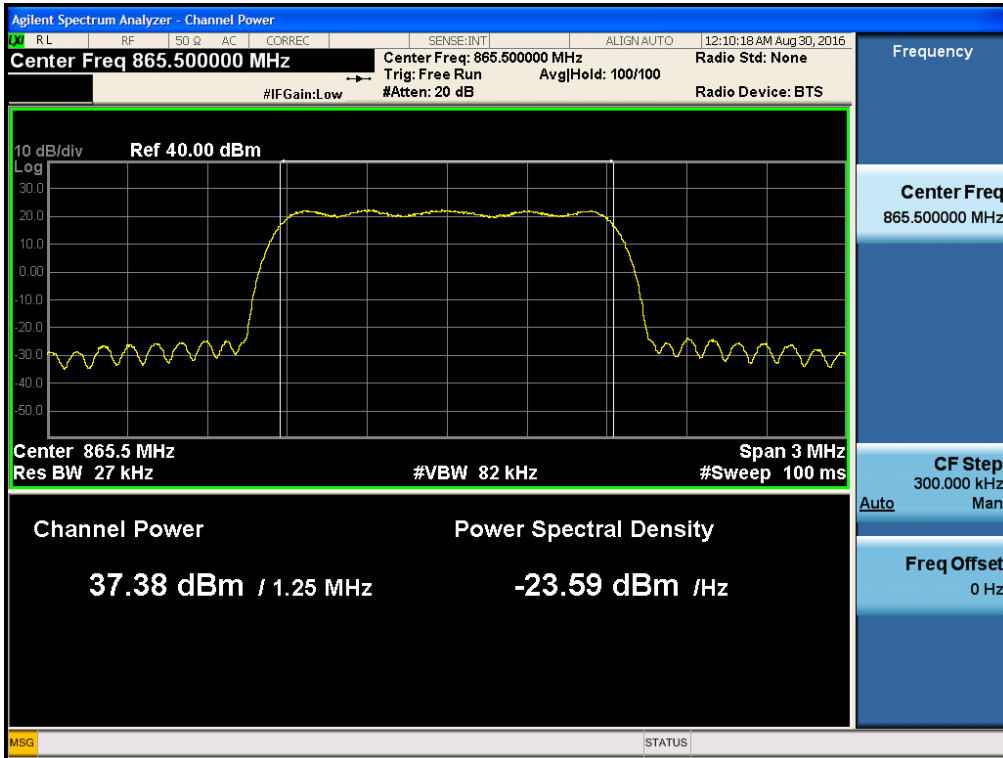 Agilent Spectrum Analyzer - Channel Power
LXI RL RF 50 Ω AC CORREC SENSE:INT ALIGN AUTO 12:10:18 AM Aug 30, 2016
Center Freq 865.500000 MHz
Center Freq: 865.500000 MHz
Radio Std: None
Trig: Free Run Avg|Hold: 100/100
#IFGain:Low
#Atten: 20 dB
Radio Device: BTS
10 dB/div Ref 40.00 dBm
Log
30.0
20.0
10.0
0.00
-10.0
-20.0
-30.0
-40.0
-50.0
Center 865.5 MHz
Span 3 MHz
Res BW 27 kHz
#VBW 82 kHz
#Sweep 100 ms
Channel Power
Power Spectral Density
37.38 dBm / 1.25 MHz
-23.59 dBm /Hz
Frequency
Center Freq
865.500000 MHz
CF Step
300.000 kHz
Auto Man
Freq Offset
0 Hz
MSG
STATUS